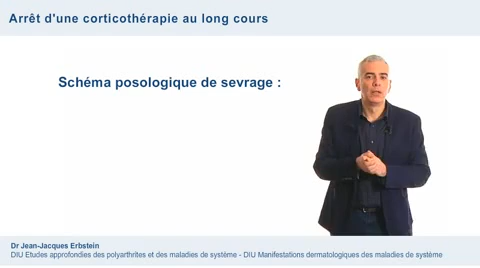 Arrêt d'une corticothérapie au long cours
Schéma posologique de sevrage :
Dr Jean-Jacques Erbstein
DIU Etudes approfondies des polyarthrites et des maladies de système - DIU Manifestations dermatologiques des maladies de système